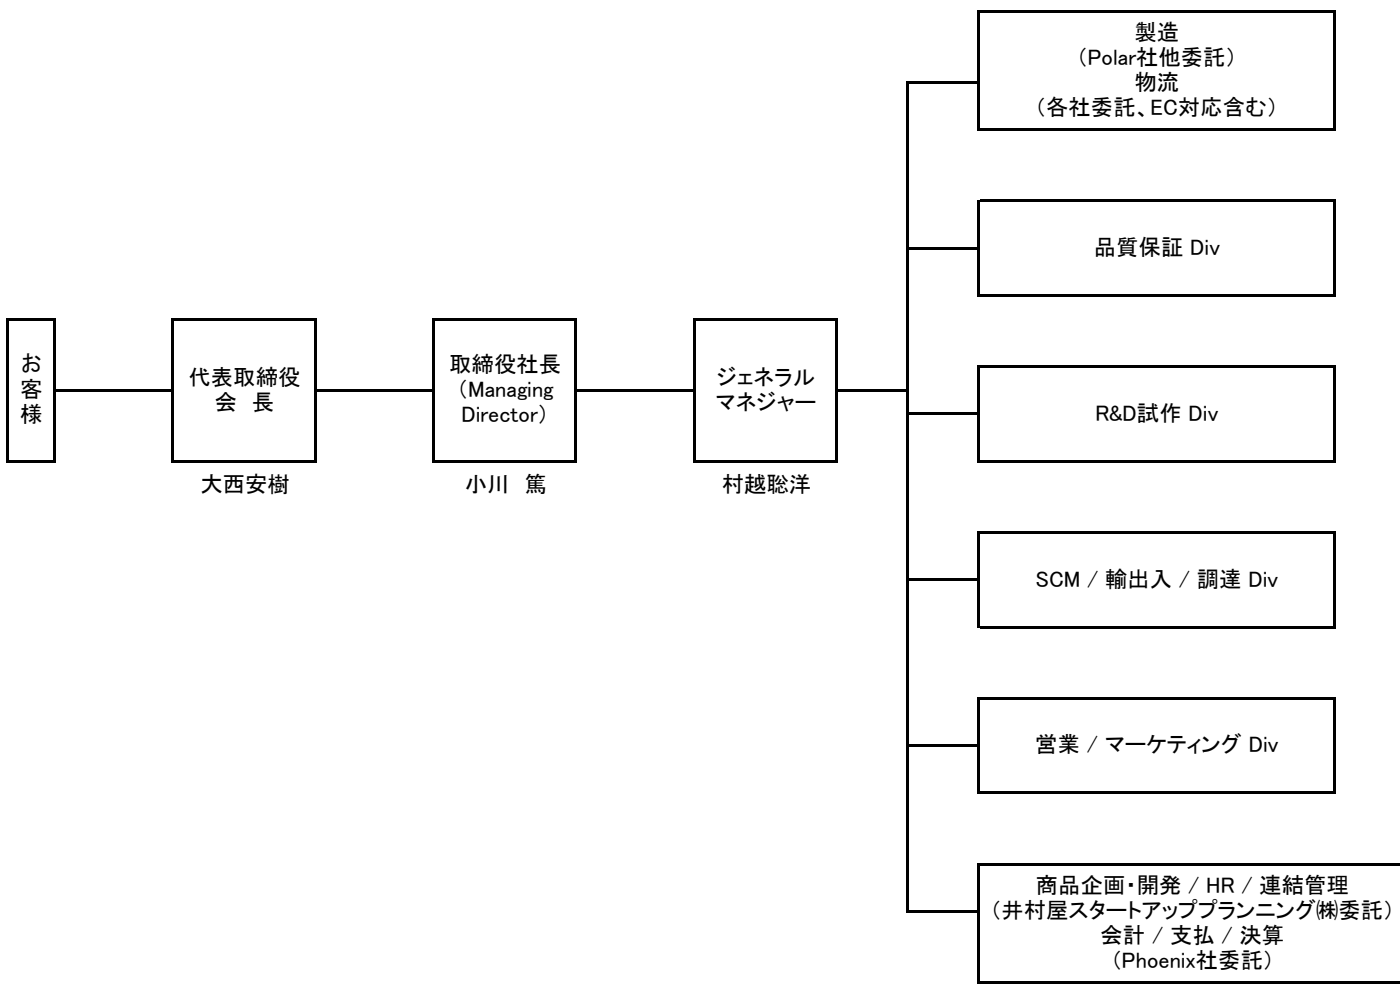 お客様
代表取締役
会　長
大西安樹
取締役社長
（Managing
Director）
小川　篤
ジェネラル
マネジャー
村越聡洋
製造
（Polar社他委託）
物流
（各社委託、EC対応含む）
品質保証 Div
R&D試作 Div
SCM / 輸出入 / 調達 Div
営業 / マーケティング Div
商品企画・開発 / HR / 連結管理
（井村屋スタートアッププランニング㈱委託）
会計 / 支払 / 決算
（Phoenix社委託）